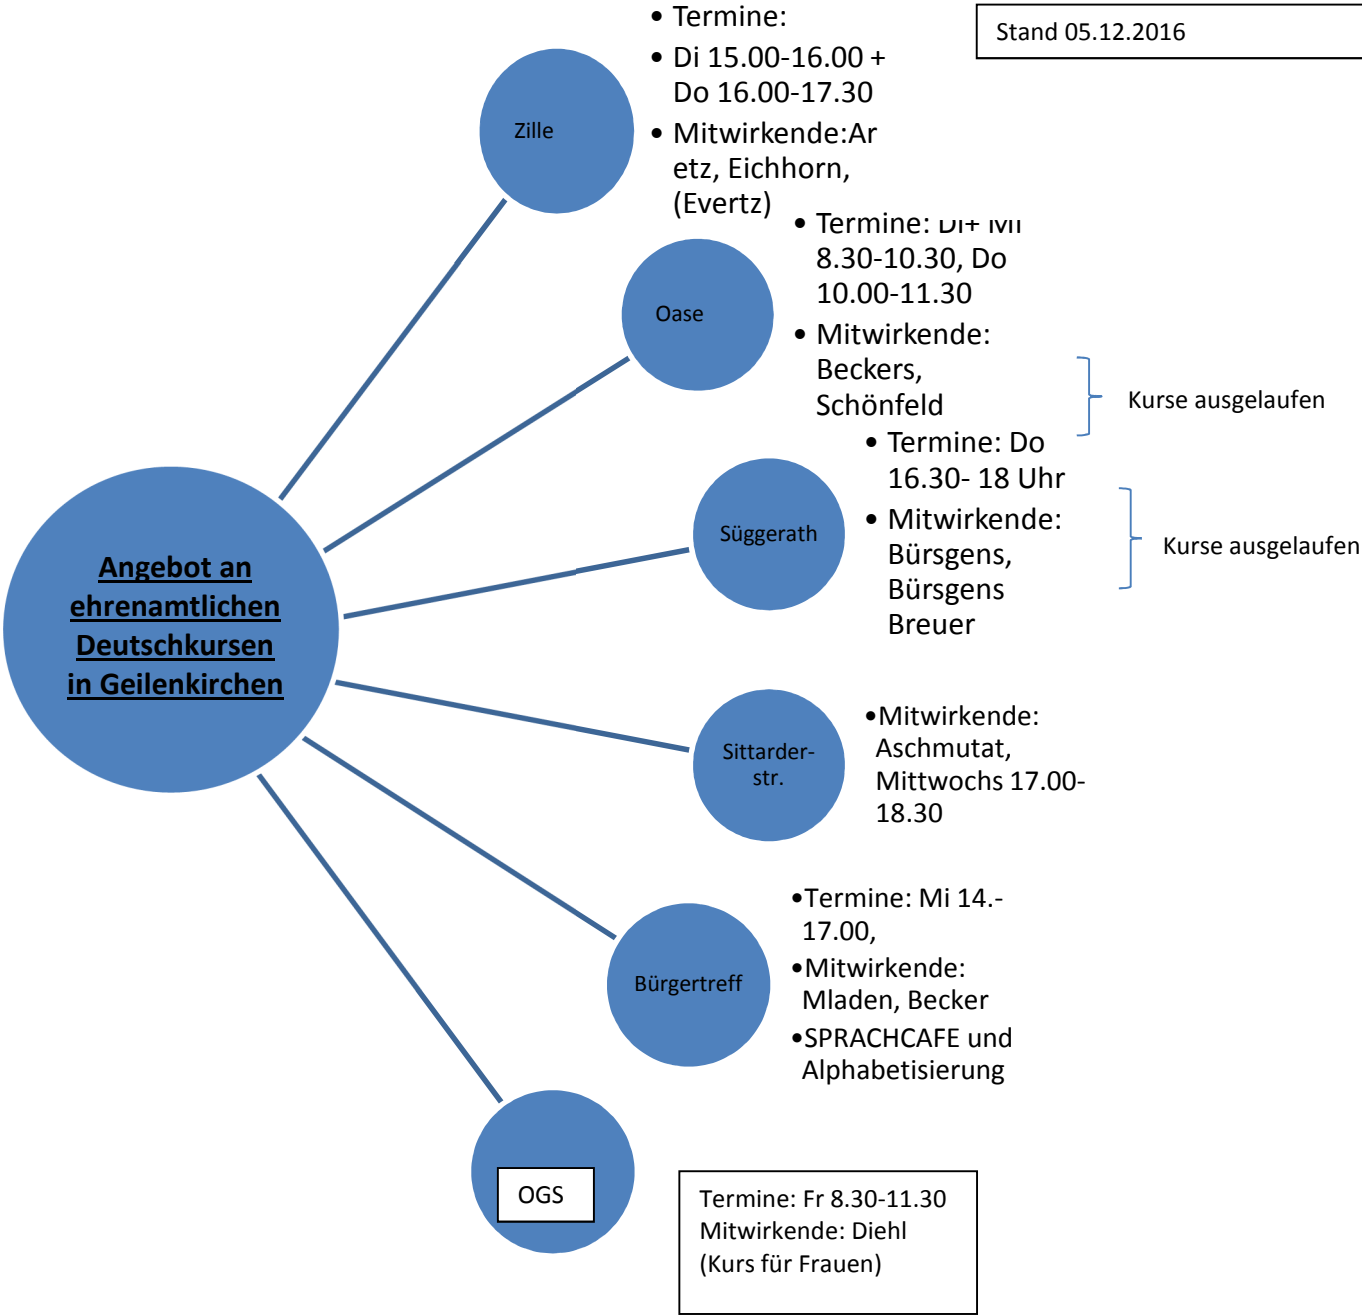 Stand 05.12.2016
Zille
• Termine:
• Di 15.00-16.00 +
Do 16.00-17.30
• Mitwirkende:Ar
etz, Eichhorn,
(Evertz)
Oase
• Termine: Di+ Mi
8.30-10.30, Do
10.00-11.30
• Mitwirkende:
Beckers,
Schönfeld
Kurse ausgelaufen
Süggerath
• Termine: Do
16.30- 18 Uhr
• Mitwirkende:
Bürsgens,
Bürsgens
Breuer
Kurse ausgelaufen
Angebot an
ehrenamtlichen
Deutschkursen
in Geilenkirchen
Sittarder-
str.
•Mitwirkende:
Aschmutat,
Mittwochs 17.00-
18.30
Bürgertreff
•Termine: Mi 14.-
17.00,
•Mitwirkende:
Mladen, Becker
•SPRACHCAFE und
Alphabetisierung
OGS
Termine: Fr 8.30-11.30
Mitwirkende: Diehl
(Kurs für Frauen)